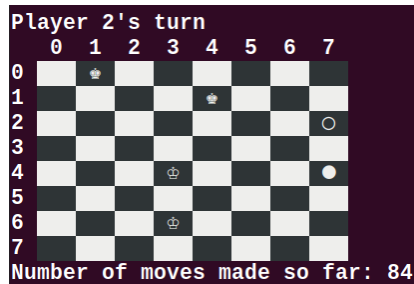 Player 2's turn
0 1 2 3 4 5 6 7
0 ♚
1 ♚
2 ○
3
4 ♔ ●
5
6 ♔
7
Number of moves made so far: 84